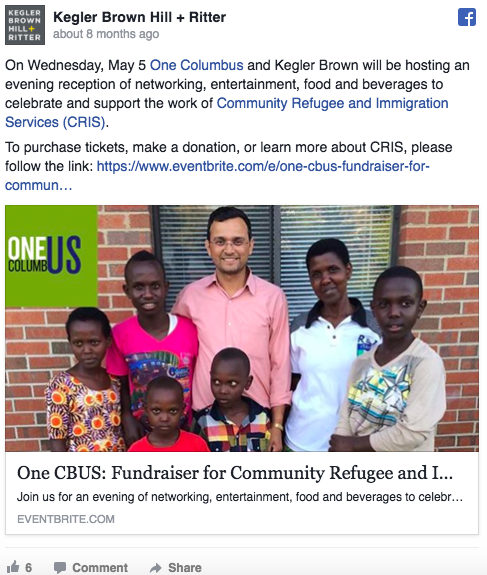 KEGLER
BROWN
HILL+
RITTER
Kegler Brown Hill + Ritter
about 8 months ago
On Wednesday, May 5 One Columbus and Kegler Brown will be hosting an
evening reception of networking, entertainment, food and beverages to
celebrate and support the work of Community Refugee and Immigration
Services (CRIS).
To purchase tickets, make a donation, or learn more about CRIS, please
follow the link: https://www.eventbrite.com/e/one-cbus-fundraiser-for-
commun…
ONE
COLUMBUS
One CBUS: Fundraiser for Community Refugee and I...
Join us for an evening of networking, entertainment, food and beverages to celebr...
EVENTBRITE.COM
6 Comment Share